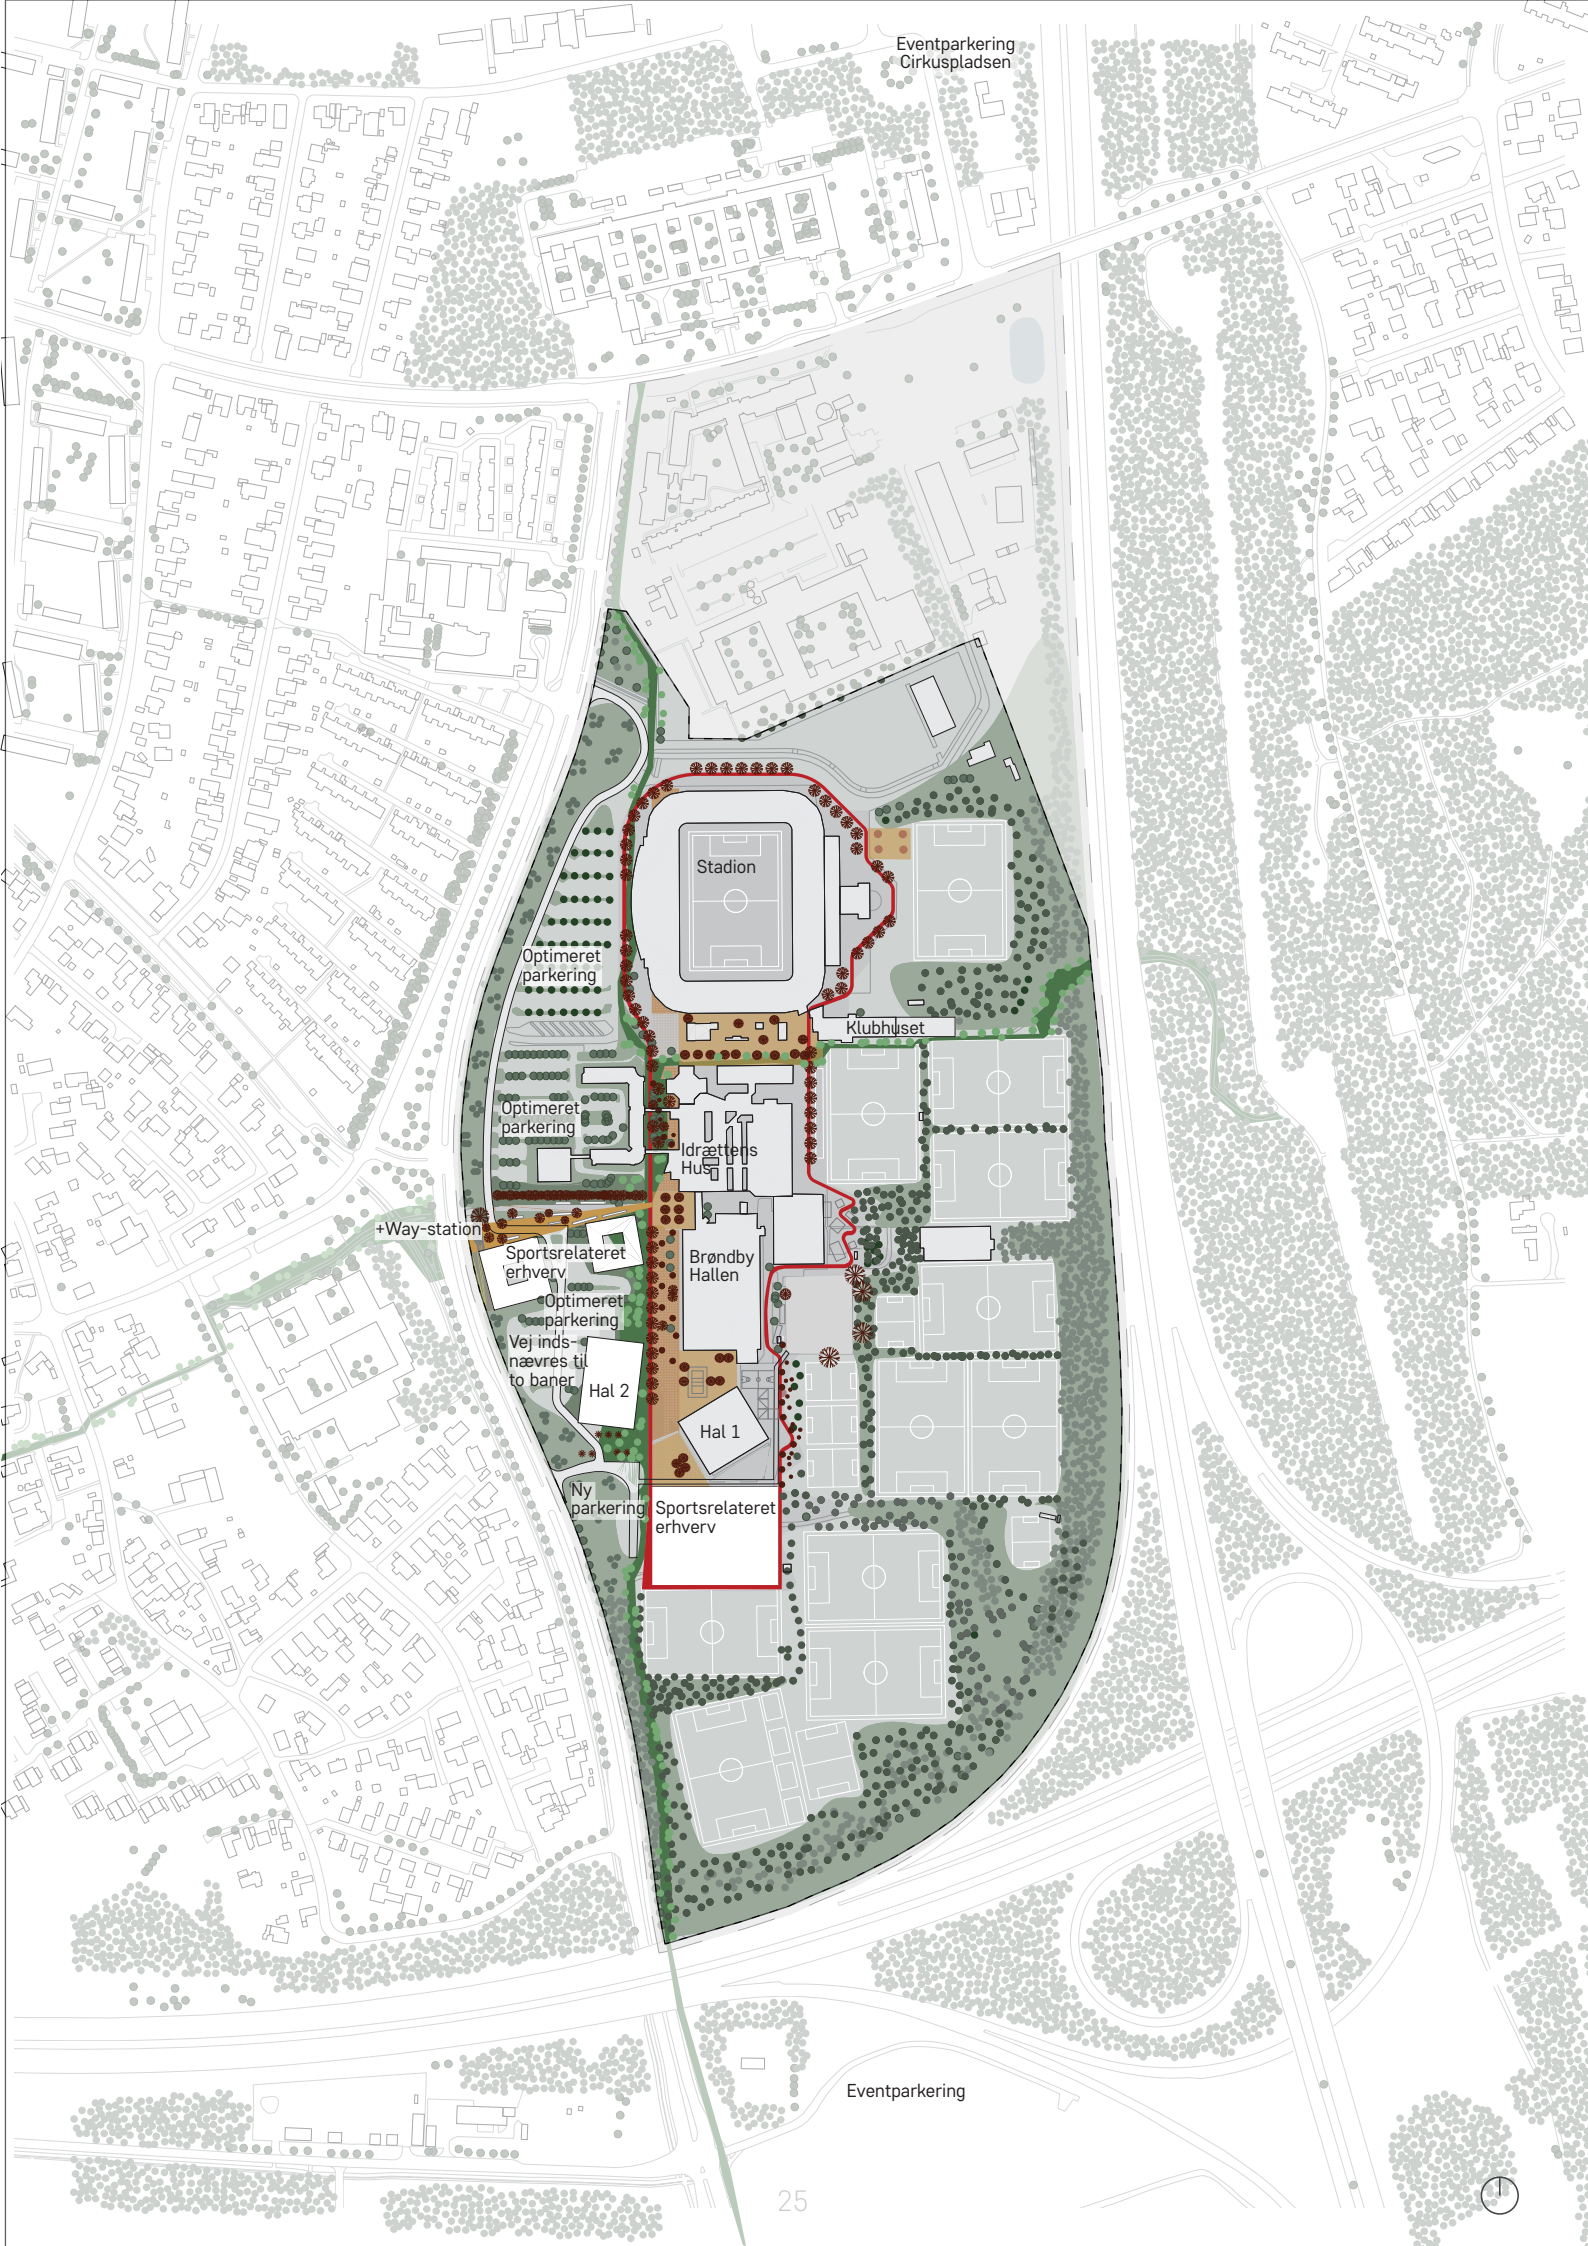 Eventparkering
Cirkuspladsen
Stadion
Optimeret
parkering
Klubhuset
Optimeret
parkering
Idrættens
Hus
+Way-station
Sportsrelateret
erhverv
Brøndby
Hallen
Optimeret
parkering
Vej inds-
nævres til
to baner
Hal 2
Hal 1
Ny
parkering
Sportsrelateret
erhverv
Eventparkering
25